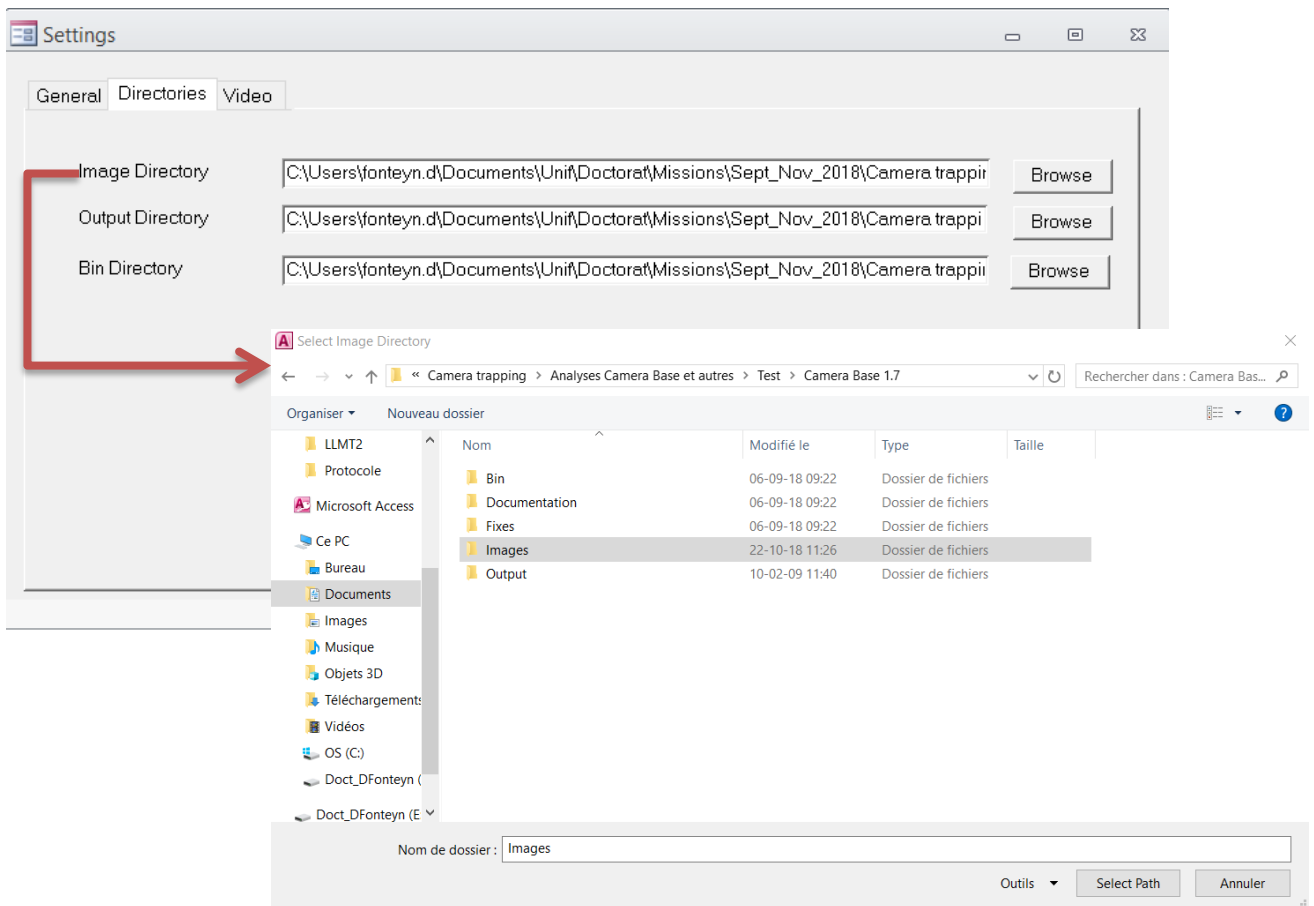 Settings
General Directories Video
Image Directory C:\Users\fonteyn.d\Documents\Unif\Doctorat\Missions\Sept_Nov_2018\Camera trappin Browse
Output Directory C:\Users\fonteyn.d\Documents\Unif\Doctorat\Missions\Sept_Nov_2018\Camera trappi Browse
Bin Directory C:\Users\fonteyn.d\Documents\Unif\Doctorat\Missions\Sept_Nov_2018\Camera trappin Browse
A Select Image Directory
« Camera trapping > Analyses Camera Base et autres > Test > Camera Base 1.7 Rechercher dans : Camera Bas...
Organiser Nouveau dossier ?
LLMT2
Protocole
Microsoft Access
Ce PC
Bureau
Documents
Images
Musique
Objets 3D
Téléchargements
Vidéos
OS (C:)
Doct_DFonteyn (
Doct_DFonteyn (E
Nom Modifié le Type Taille
Bin 06-09-18 09:22 Dossier de fichiers
Documentation 06-09-18 09:22 Dossier de fichiers
Fixes 06-09-18 09:22 Dossier de fichiers
Images 22-10-18 11:26 Dossier de fichiers
Output 10-02-09 11:40 Dossier de fichiers
Nom de dossier : Images
Outils Select Path Annuler